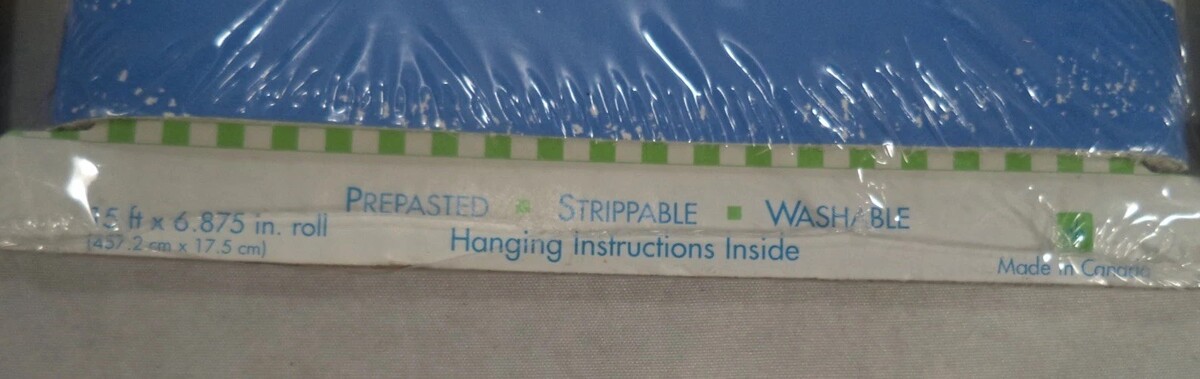 PREPASTED ▪ STRIPPABLE ▪ WASHABLE
15 ft x 6.875 in. roll
(457.2 cm x 17.5 cm)
Hanging Instructions Inside
Made in Canada